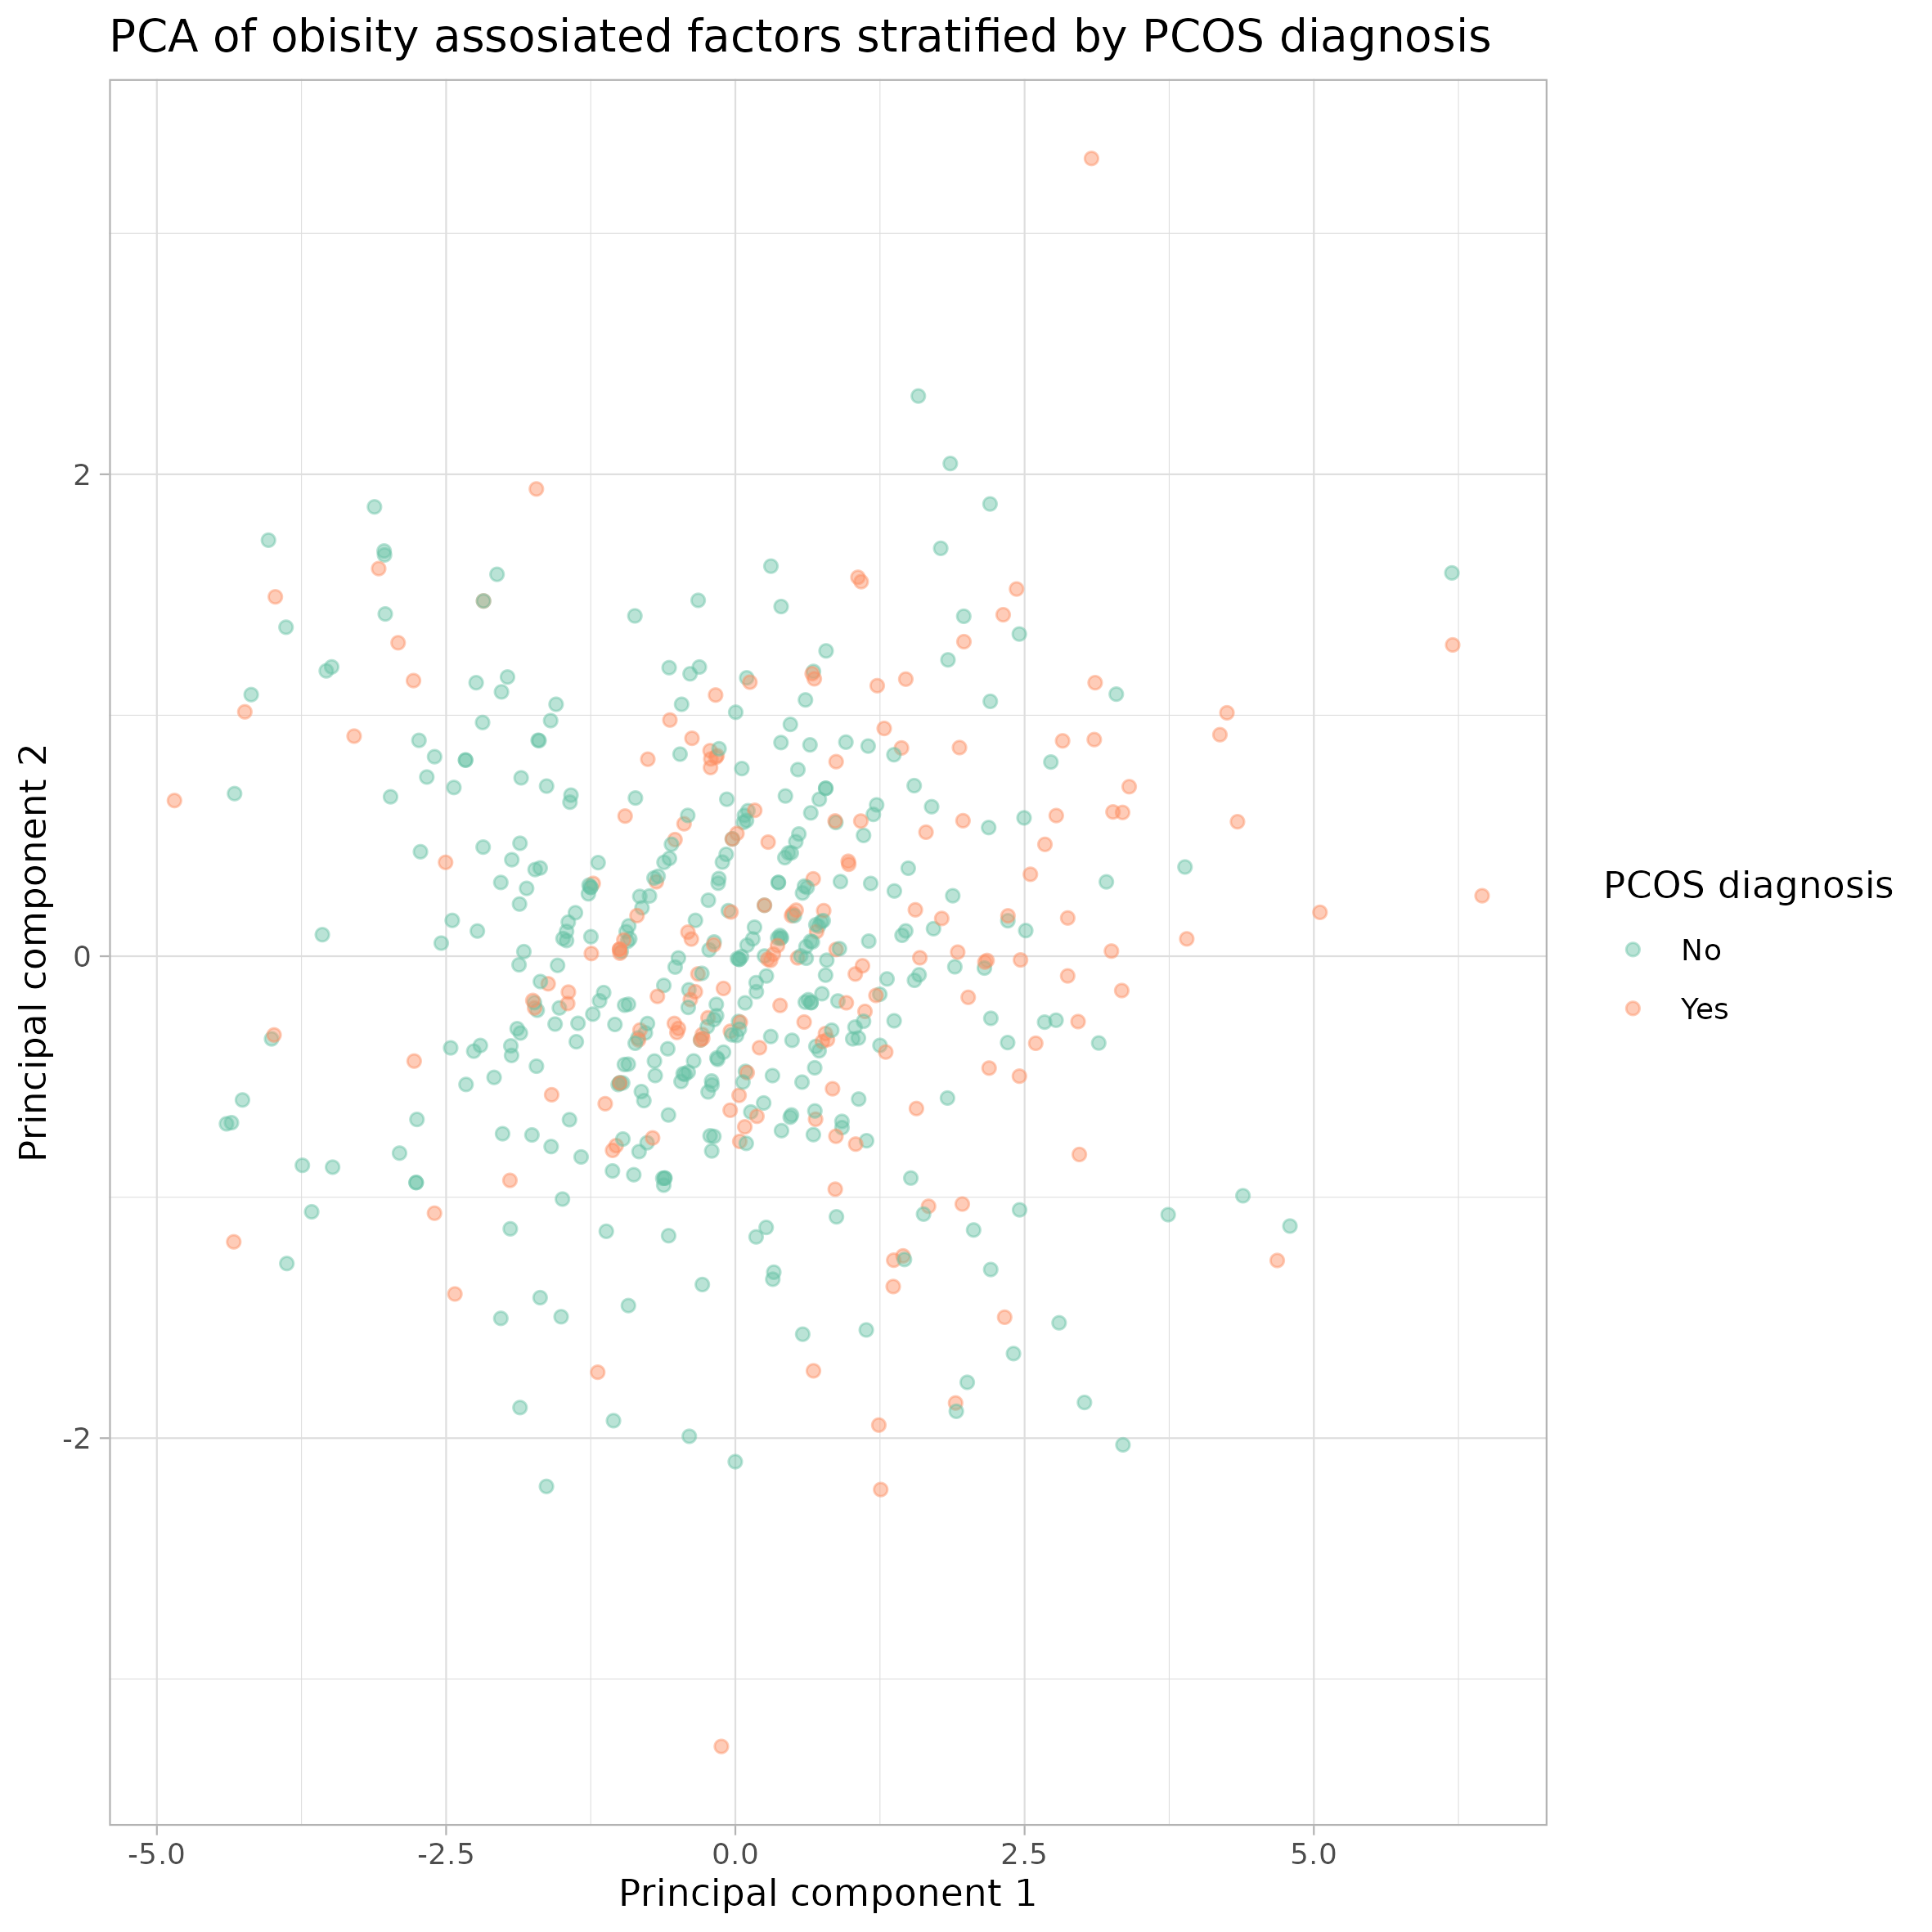 PCA of obisity assosiated factors stratified by PCOS diagnosis
Principal component 2
2
0
-2
-5.0
-2.5
0.0
2.5
5.0
Principal component 1
PCOS diagnosis
No
Yes